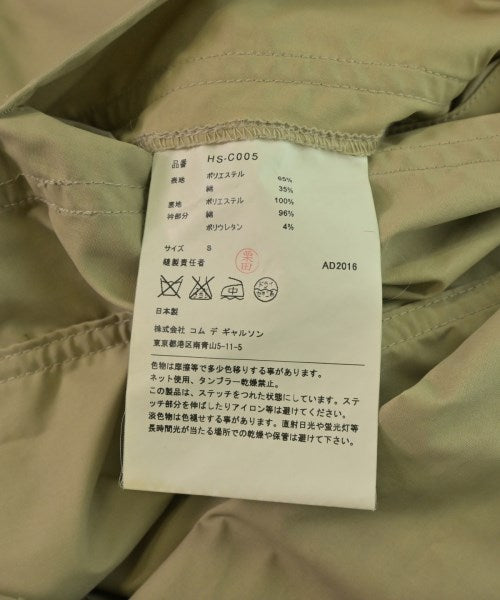 品番 HS-C005
表地 ポリエステル 65%
綿 35%
裏地 ポリエステル 100%
衿部分 綿 96%
ポリウレタン 4%
サイズ S
縫製責任者 栗田 AD2016
ドライ
日本製
株式会社 コム デ ギャルソン
東京都港区南青山5-11-5
色物は摩擦等で多少色移りする事があります。
ネット使用、タンブラー乾燥禁止。
この製品は、ステッチをつれた状態にしています。ステ
ッチ部分を伸ばしたりアイロン等は避けてください。
淡色物は色褪せする事があります。直射日光や蛍光灯等
長時間光が当たる場所での乾燥や保管は避けて下さい。